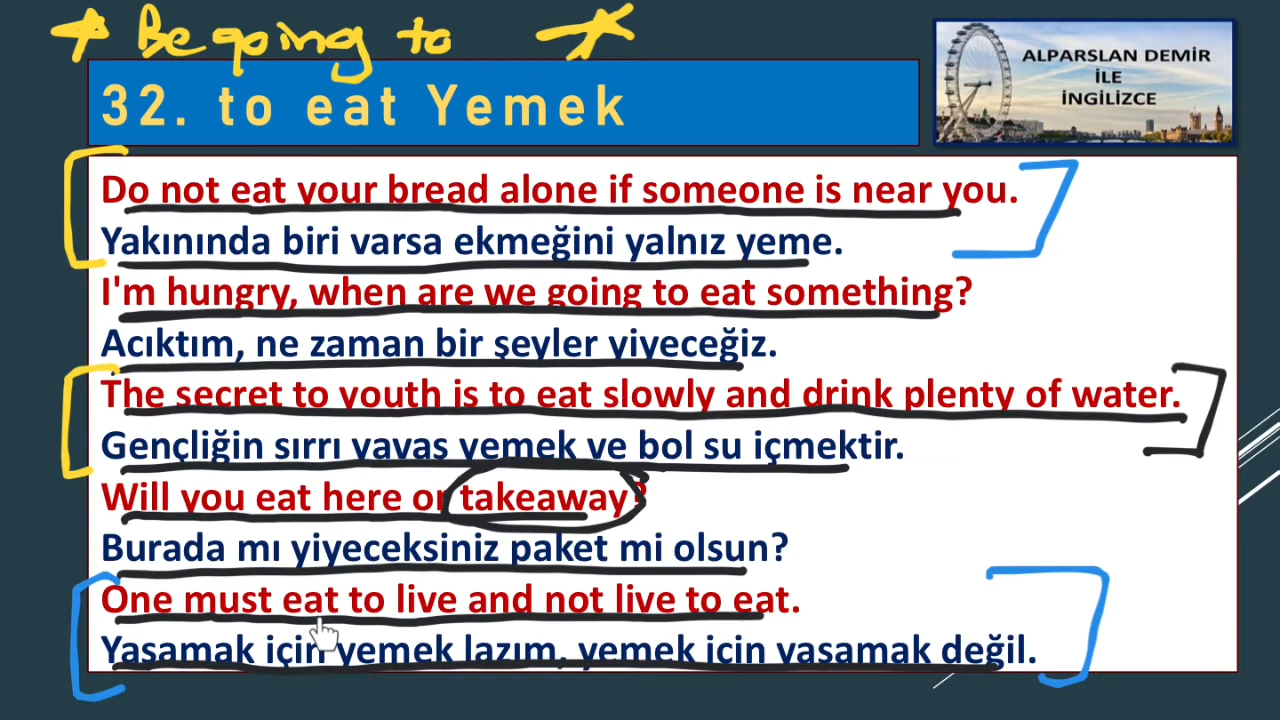 Be going to
32. to eat Yemek
ALPARSLAN DEMİR
İLE
İNGİLİZCE
Do not eat your bread alone if someone is near you.
Yakınında biri varsa ekmeğini yalnız yeme.
I'm hungry, when are we going to eat something?
Acıktım, ne zaman bir şeyler yiyeceğiz.
The secret to youth is to eat slowly and drink plenty of water.
Gençliğin sırrı yavaş yemek ve bol su içmektir.
Will you eat here or takeaway?
Burada mı yiyeceksiniz paket mi olsun?
One must eat to live and not live to eat.
Yaşamak için yemek lazım, yemek için yaşamak değil.